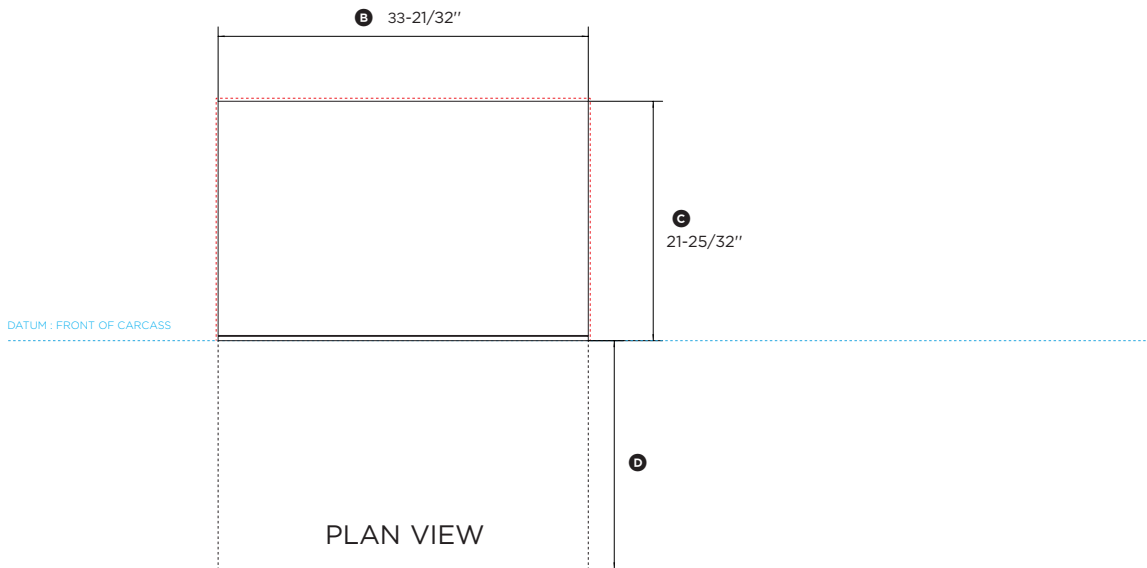 B 33-21/32''
C
21-25/32''
DATUM : FRONT OF CARCASS
D
PLAN VIEW